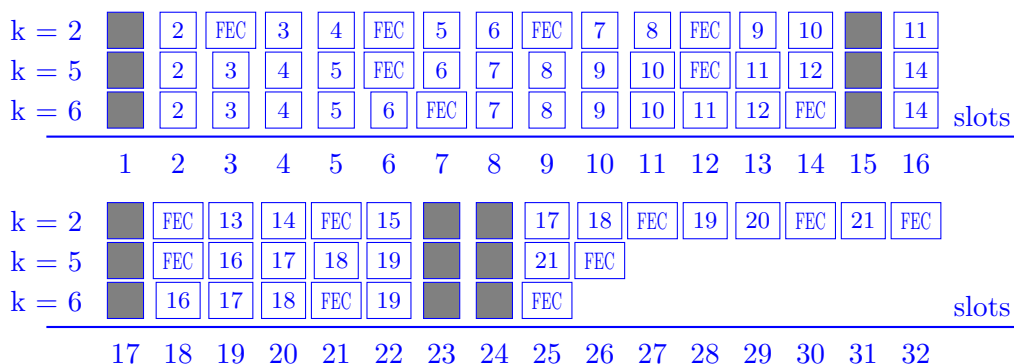 k = 2 2 FEC 3 4 FEC 5 6 FEC 7 8 FEC 9 10 11
k = 5 2 3 4 5 FEC 6 7 8 9 10 FEC 11 12 14
k = 6 2 3 4 5 6 FEC 7 8 9 10 11 12 FEC 14 slots
1 2 3 4 5 6 7 8 9 10 11 12 13 14 15 16
k = 2 FEC 13 14 FEC 15 17 18 FEC 19 20 FEC 21 FEC
k = 5 FEC 16 17 18 19 21 FEC
k = 6 16 17 18 FEC 19 FEC slots
17 18 19 20 21 22 23 24 25 26 27 28 29 30 31 32